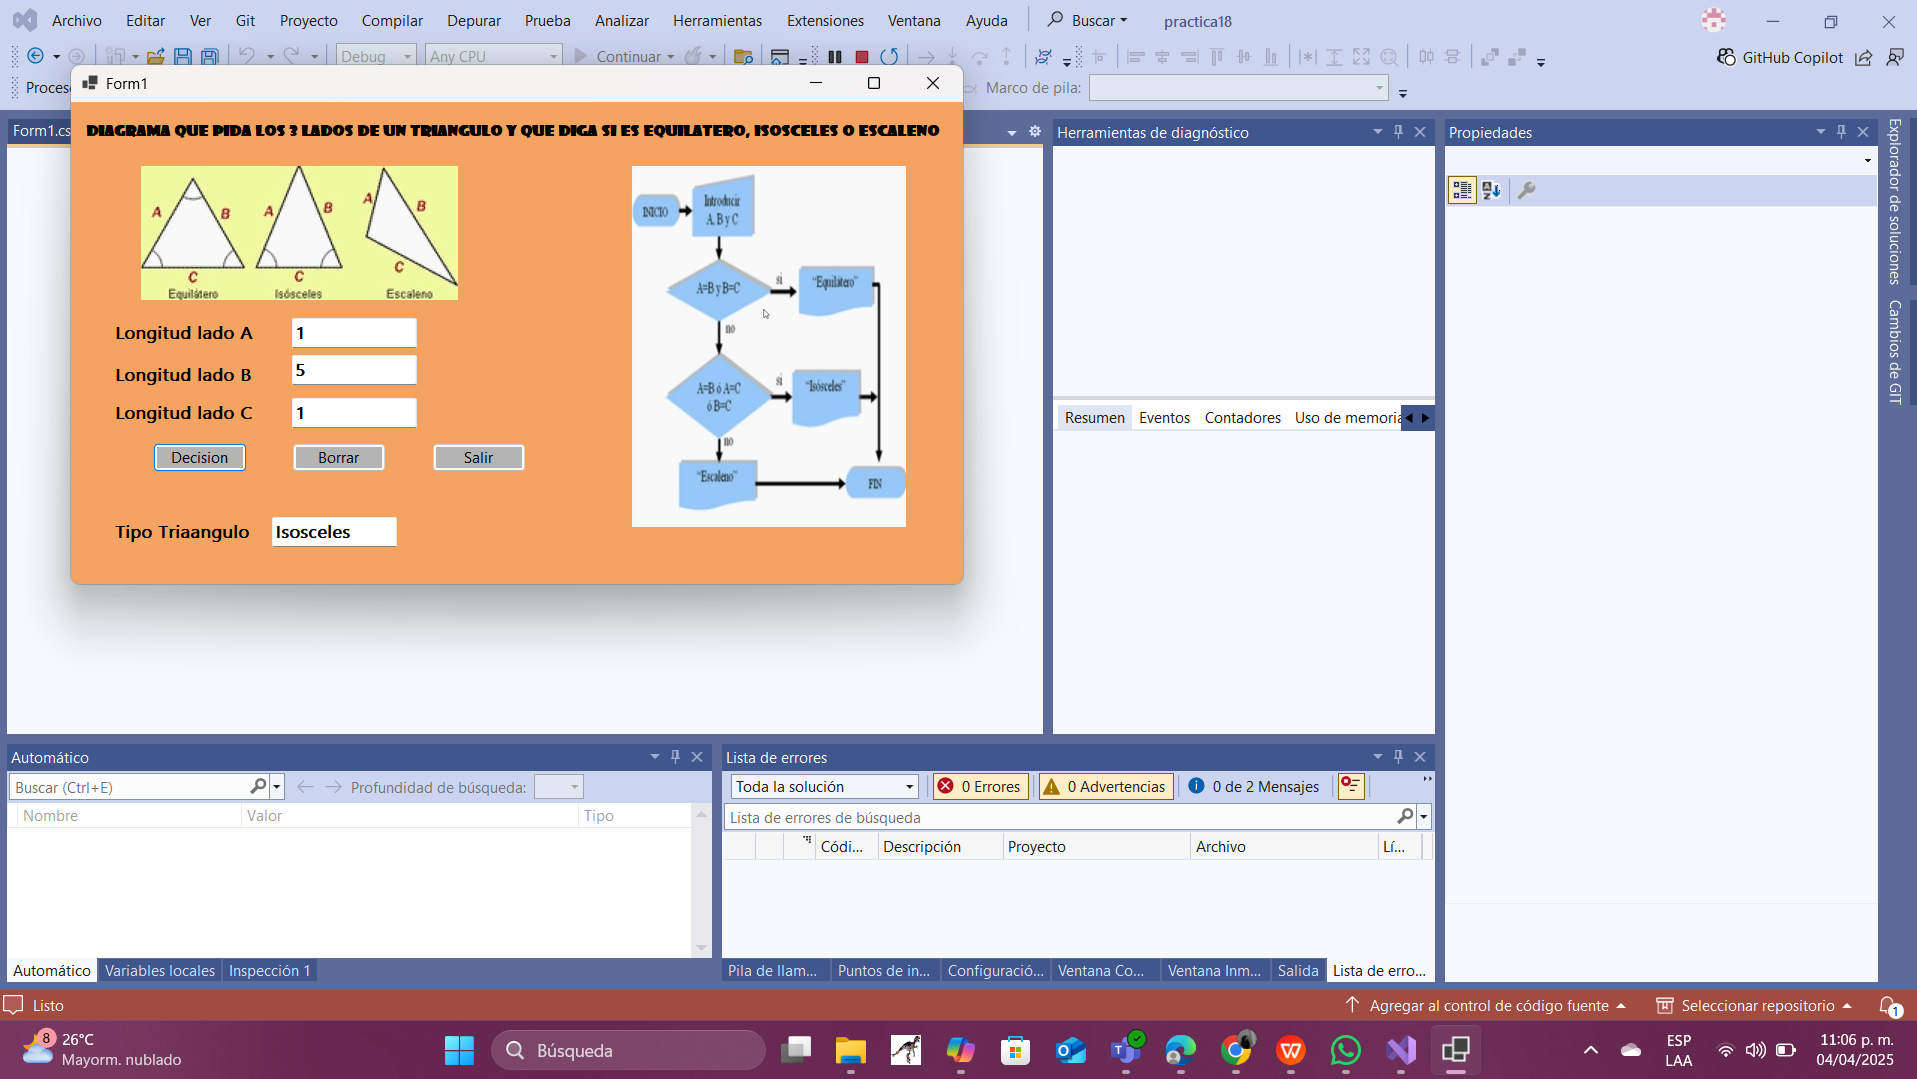 Archivo Editar Ver Git Proyecto Compilar Depurar Prueba Analizar Herramientas Extensiones Ventana Ayuda Buscar practica18
Debug Any CPU Continuar GitHub Copilot
Proces Marco de pila:
Form1
Form1.cs
DIAGRAMA QUE PIDA LOS 3 LADOS DE UN TRIANGULO Y QUE DIGA SI ES EQUILATERO, ISOSCELES O ESCALENO
A B C Equilátero
A B C Isósceles
A B C Escaleno
Longitud lado A 1
Longitud lado B 5
Longitud lado C 1
Decision Borrar Salir
Tipo Triaangulo Isosceles
INICIO
Introducir
A, B y C
A=B y B=C
si
"Equilátero"
no
A=B ó A=C
ó B=C
si
"Isósceles"
no
"Escaleno"
FIN
Herramientas de diagnóstico
Resumen Eventos Contadores Uso de memoria
Propiedades
Explorador de soluciones
Cambios de GIT
Automático
Buscar (Ctrl+E) Profundidad de búsqueda:
Nombre Valor Tipo
Automático Variables locales Inspección 1
Lista de errores
Toda la solución 0 Errores 0 Advertencias 0 de 2 Mensajes
Lista de errores de búsqueda
Códi... Descripción Proyecto Archivo Lí...
Pila de llam... Puntos de in... Configuració... Ventana Co... Ventana Inm... Salida Lista de erro...
Listo Agregar al control de código fuente Seleccionar repositorio 1
8 26°C
Mayorm. nublado
Búsqueda
ESP
LAA
11:06 p. m.
04/04/2025